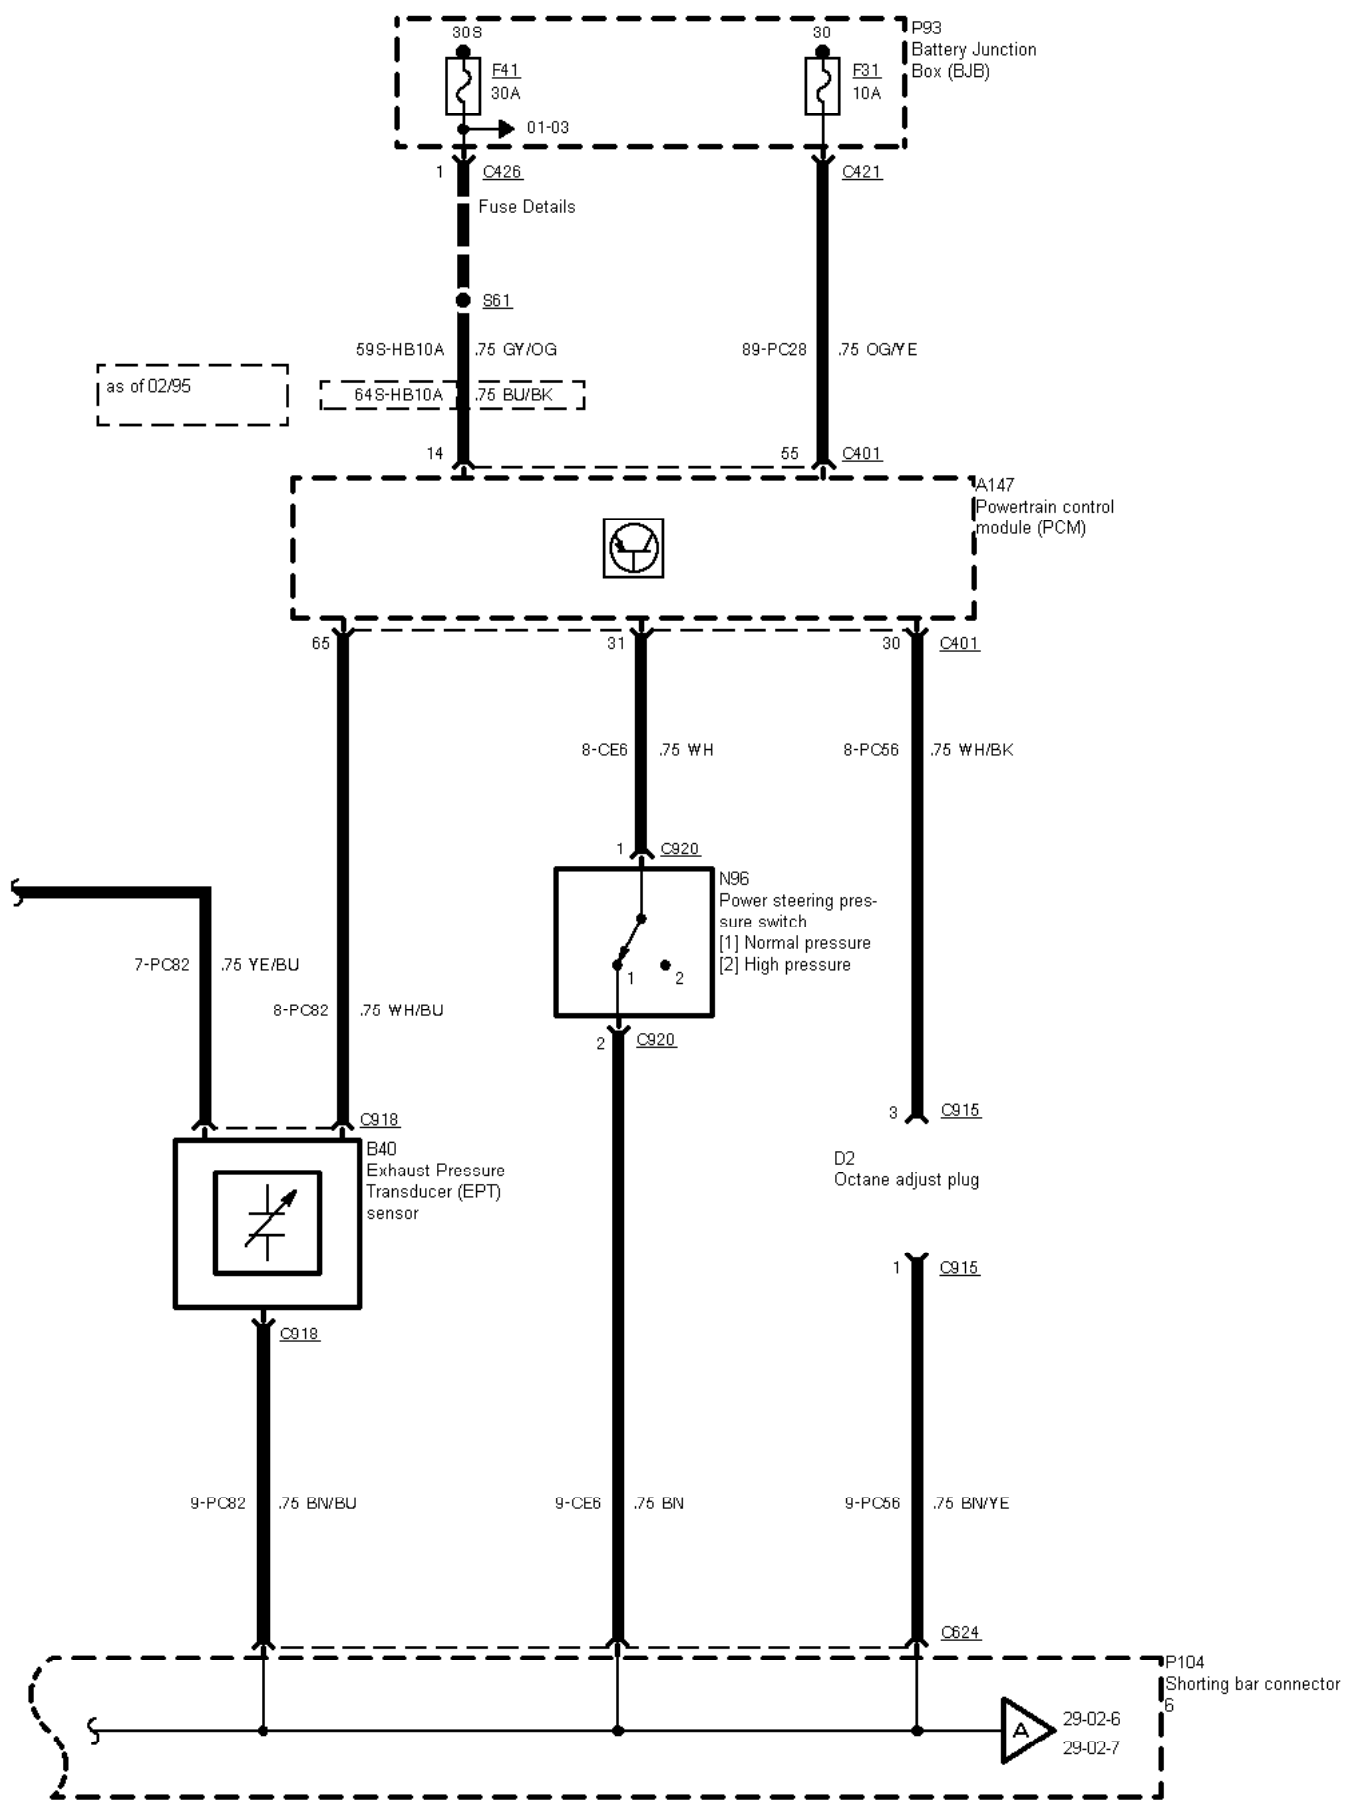 30S
30
P93
Battery Junction
Box (BJB)
F41
30A
F31
10A
01-03
1
C426
C421
Fuse Details
S61
59S-HB10A
.75 GY/OG
89-PC28
.75 OG/YE
as of 02/95
64S-HB10A
.75 BU/BK
14
55
C401
A147
Powertrain control
module (PCM)
65
31
30
C401
8-CE6
.75 WH
8-PC56
.75 WH/BK
1
C920
N96
Power steering pres-
sure switch
[1] Normal pressure
[2] High pressure
1
2
7-PC82
.75 YE/BU
8-PC82
.75 WH/BU
2
C920
C918
3
C915
B40
Exhaust Pressure
Transducer (EPT)
sensor
D2
Octane adjust plug
1
C915
C918
9-PC82
.75 BN/BU
9-CE6
.75 BN
9-PC56
.75 BN/YE
C624
P104
Shorting bar connector
6
A
29-02-6
29-02-7